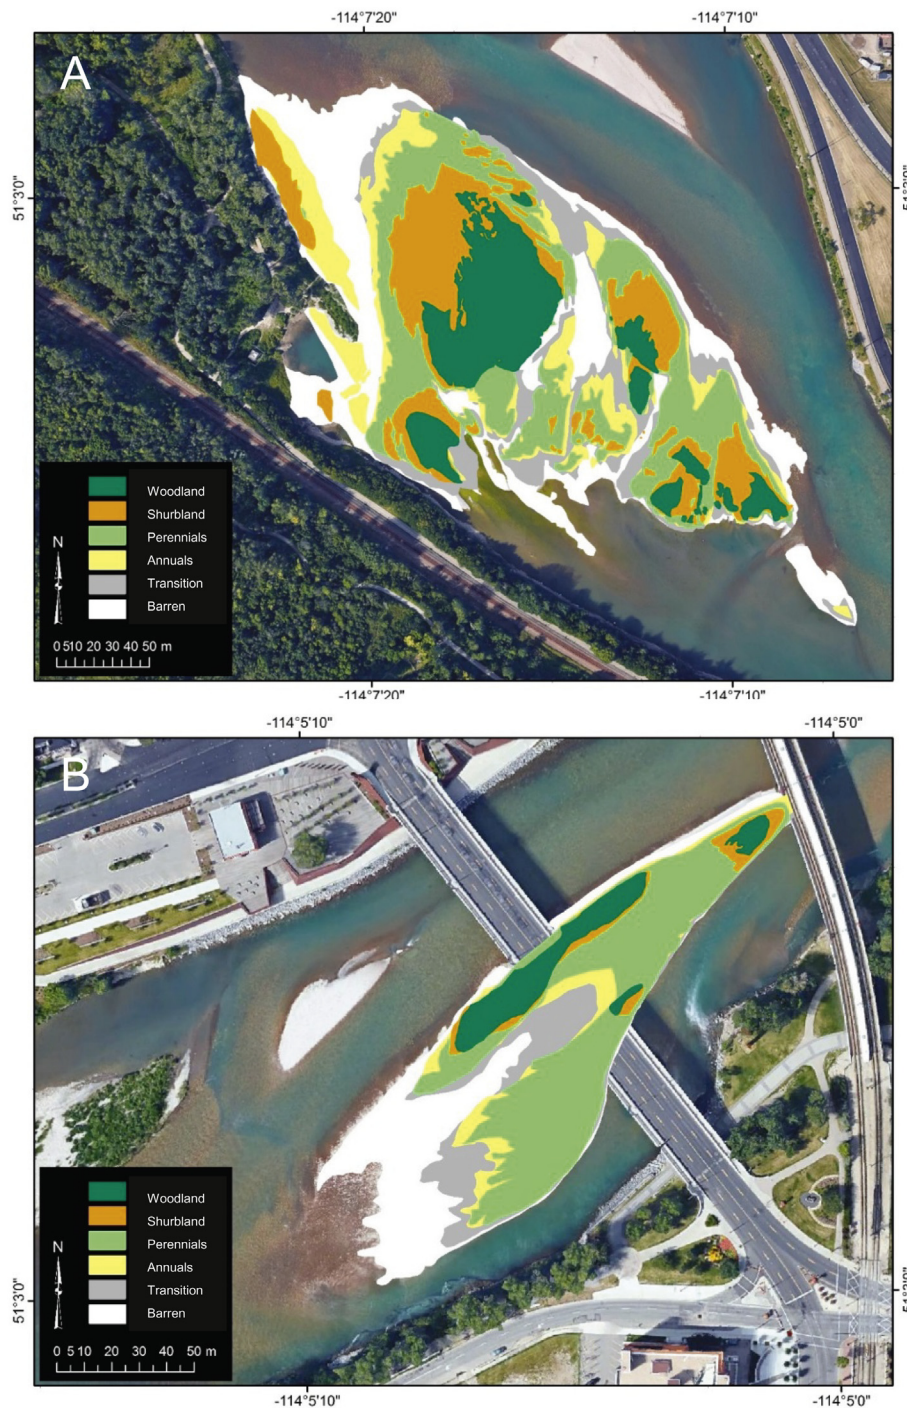 -114°7'20" -114°7'10"
A
51°3'0"
Woodland
Shurbland
Perennials
Annuals
Transition
Barren
N
0 510 20 30 40 50 m
-114°7'20" -114°7'10"
-114°5'10" -114°5'0"
B
Woodland
Shurbland
Perennials
Annuals
Transition
Barren
N
51°3'0"
0 5 10 20 30 40 50 m
-114°5'10" -114°5'0"